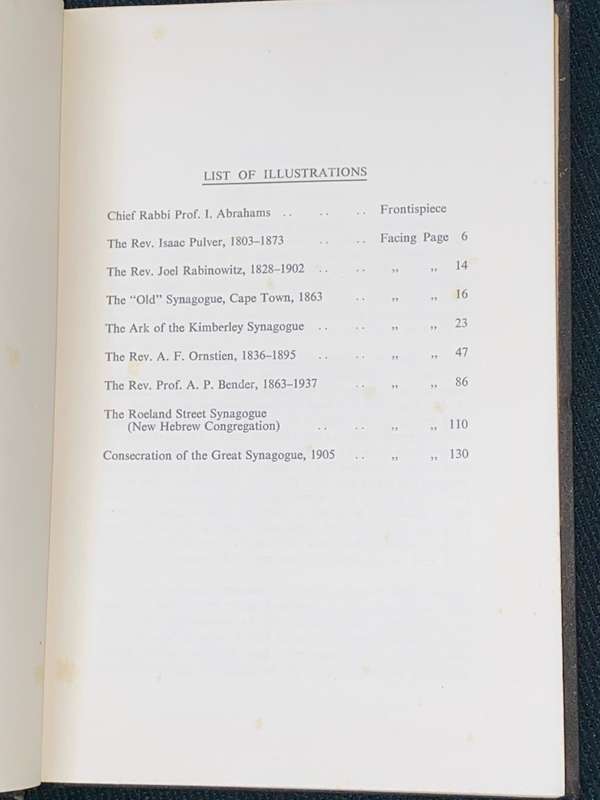 LIST OF ILLUSTRATIONS
Chief Rabbi Prof. I. Abrahams .. .. .. Frontispiece
The Rev. Isaac Pulver, 1803–1873 .. .. Facing Page 6
The Rev. Joel Rabinowitz, 1828–1902 .. .. „ „ 14
The "Old" Synagogue, Cape Town, 1863 .. „ „ 16
The Ark of the Kimberley Synagogue .. .. „ „ 23
The Rev. A. F. Ornstien, 1836–1895 .. .. „ „ 47
The Rev. Prof. A. P. Bender, 1863–1937 .. „ „ 86
The Roeland Street Synagogue
(New Hebrew Congregation) .. .. „ „ 110
Consecration of the Great Synagogue, 1905 .. „ „ 130